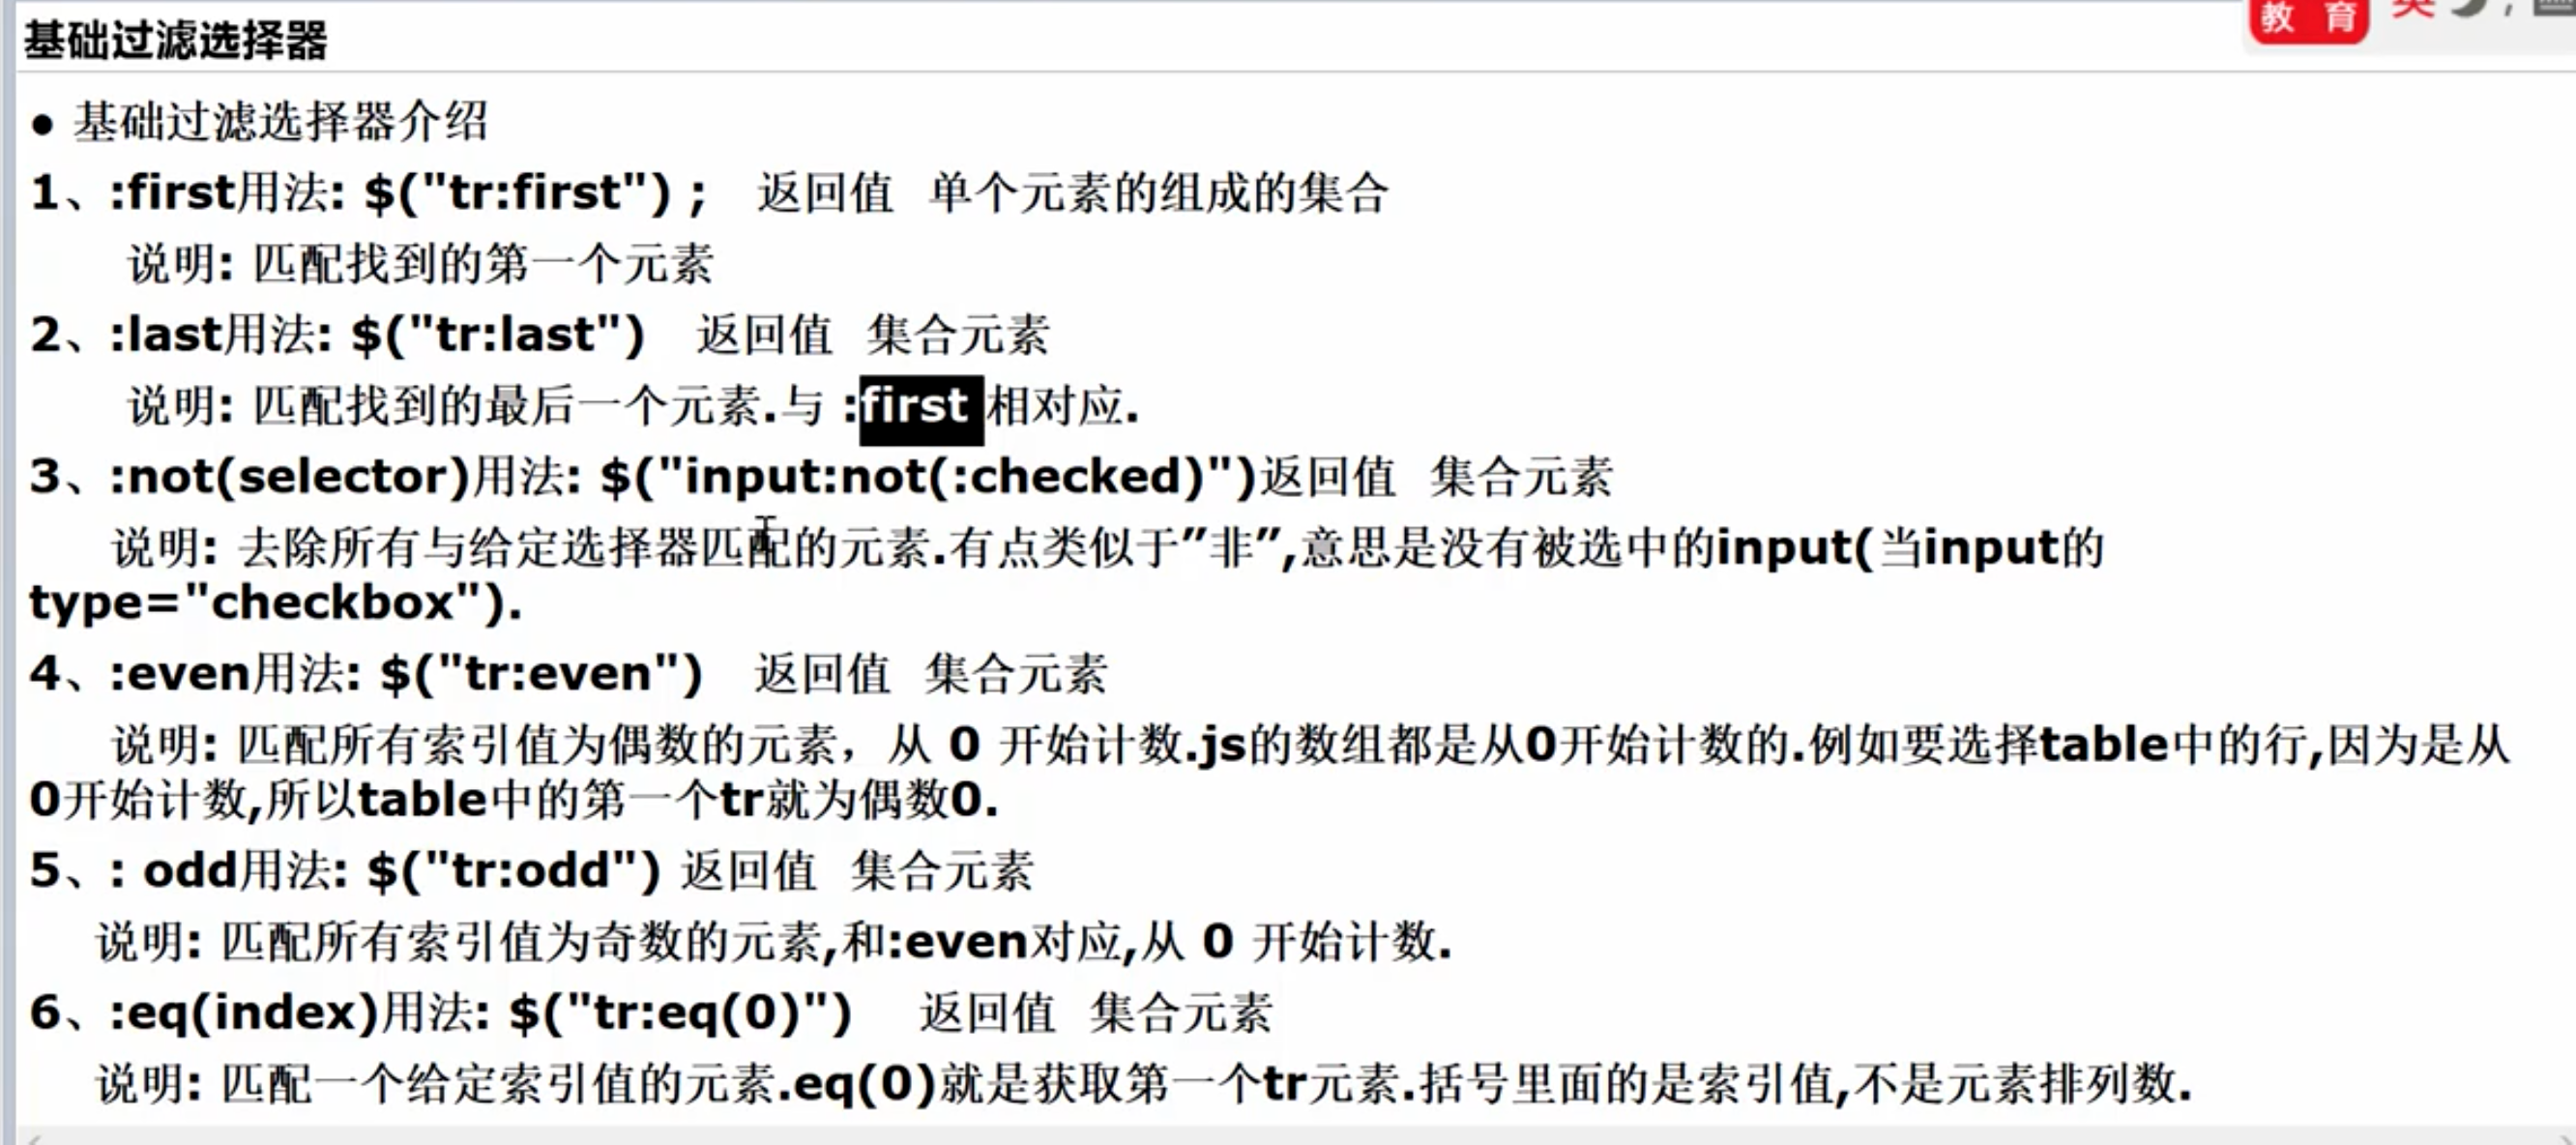 基础过滤选择器
教 育
● 基础过滤选择器介绍
1、:first用法: $("tr:first") ;   返回值  单个元素的组成的集合
说明: 匹配找到的第一个元素
2、:last用法: $("tr:last")   返回值  集合元素
说明: 匹配找到的最后一个元素.与 :first 相对应.
3、:not(selector)用法: $("input:not(:checked)")返回值  集合元素
说明: 去除所有与给定选择器匹配的元素.有点类似于”非”,意思是没有被选中的input(当input的
type="checkbox").
4、:even用法: $("tr:even")   返回值  集合元素
说明: 匹配所有索引值为偶数的元素，从 0 开始计数.js的数组都是从0开始计数的.例如要选择table中的行,因为是从
0开始计数,所以table中的第一个tr就为偶数0.
5、: odd用法: $("tr:odd") 返回值  集合元素
说明: 匹配所有索引值为奇数的元素,和:even对应,从 0 开始计数.
6、:eq(index)用法: $("tr:eq(0)")    返回值  集合元素
说明: 匹配一个给定索引值的元素.eq(0)就是获取第一个tr元素.括号里面的是索引值,不是元素排列数.